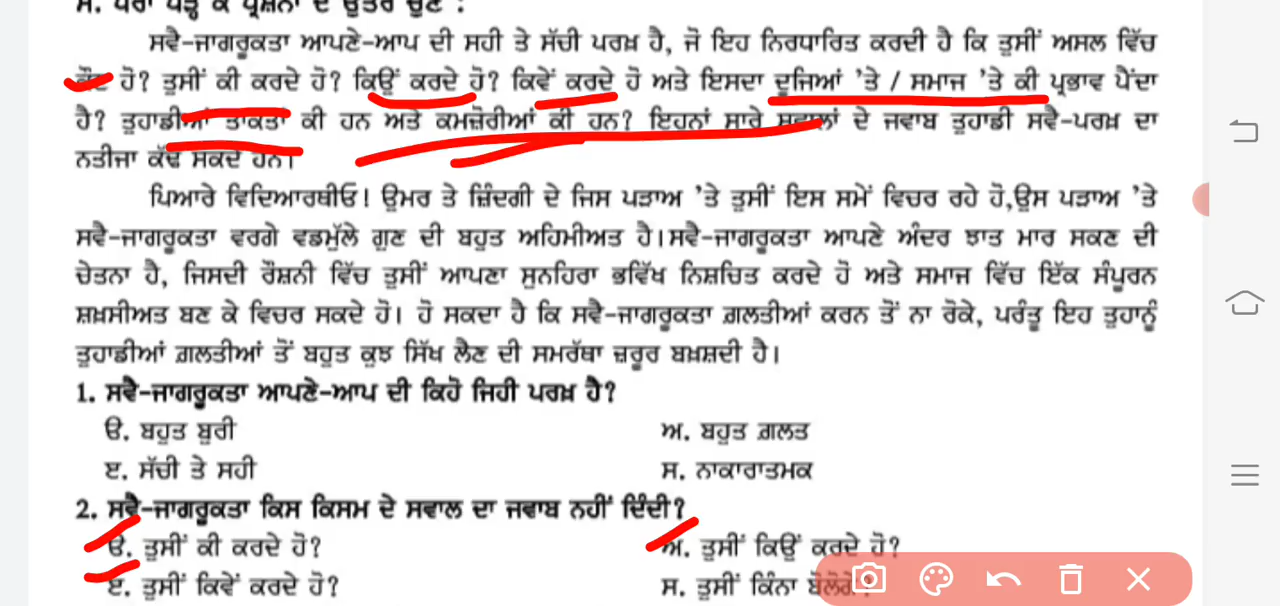 ਸ. ਪੈਰਾ ਪੜ੍ਹ ਕੇ ਪ੍ਰਸ਼ਨਾਂ ਦੇ ਉੱਤਰ ਚੁਣੋ :
ਸਵੈ-ਜਾਗਰੂਕਤਾ ਆਪਣੇ-ਆਪ ਦੀ ਸਹੀ ਤੇ ਸੱਚੀ ਪਰਖ਼ ਹੈ, ਜੋ ਇਹ ਨਿਰਧਾਰਿਤ ਕਰਦੀ ਹੈ ਕਿ ਤੁਸੀਂ ਅਸਲ ਵਿੱਚ
ਹੋ? ਤੁਸੀਂ ਕੀ ਕਰਦੇ ਹੋ? ਕਿਉਂ ਕਰਦੇ ਹੋ? ਕਿਵੇਂ ਕਰਦੇ ਹੋ ਅਤੇ ਇਸਦਾ ਦੂਜਿਆਂ 'ਤੇ / ਸਮਾਜ 'ਤੇ ਕੀ ਪ੍ਰਭਾਵ ਪੈਂਦਾ
ਹੈ? ਤੁਹਾਡੀਆਂ ਤਾਕਤਾਂ ਕੀ ਹਨ ਅਤੇ ਕਮਜ਼ੋਰੀਆਂ ਕੀ ਹਨ? ਇਹਨਾਂ ਸਾਰੇ ਸਵਾਲਾਂ ਦੇ ਜਵਾਬ ਤੁਹਾਡੀ ਸਵੈ-ਪਰਖ ਦਾ
ਨਤੀਜਾ ਕੱਢ ਸਕਦੇ ਹਨ।
ਪਿਆਰੇ ਵਿਦਿਆਰਥੀਓ! ਉਮਰ ਤੇ ਜ਼ਿੰਦਗੀ ਦੇ ਜਿਸ ਪੜਾਅ 'ਤੇ ਤੁਸੀਂ ਇਸ ਸਮੇਂ ਵਿਚਰ ਰਹੇ ਹੋ,ਉਸ ਪੜਾਅ 'ਤੇ
ਸਵੈ-ਜਾਗਰੂਕਤਾ ਵਰਗੇ ਵਡਮੁੱਲੇ ਗੁਣ ਦੀ ਬਹੁਤ ਅਹਿਮੀਅਤ ਹੈ।ਸਵੈ-ਜਾਗਰੂਕਤਾ ਆਪਣੇ ਅੰਦਰ ਝਾਤ ਮਾਰ ਸਕਣ ਦੀ
ਚੇਤਨਾ ਹੈ, ਜਿਸਦੀ ਰੌਸ਼ਨੀ ਵਿੱਚ ਤੁਸੀਂ ਆਪਣਾ ਸੁਨਹਿਰਾ ਭਵਿੱਖ ਨਿਸ਼ਚਿਤ ਕਰਦੇ ਹੋ ਅਤੇ ਸਮਾਜ ਵਿੱਚ ਇੱਕ ਸੰਪੂਰਨ
ਸ਼ਖ਼ਸੀਅਤ ਬਣ ਕੇ ਵਿਚਰ ਸਕਦੇ ਹੋ। ਹੋ ਸਕਦਾ ਹੈ ਕਿ ਸਵੈ-ਜਾਗਰੂਕਤਾ ਗ਼ਲਤੀਆਂ ਕਰਨ ਤੋਂ ਨਾ ਰੋਕੇ, ਪਰੰਤੂ ਇਹ ਤੁਹਾਨੂੰ
ਤੁਹਾਡੀਆਂ ਗ਼ਲਤੀਆਂ ਤੋਂ ਬਹੁਤ ਕੁਝ ਸਿੱਖ ਲੈਣ ਦੀ ਸਮਰੱਥਾ ਜ਼ਰੂਰ ਬਖ਼ਸ਼ਦੀ ਹੈ।
1. ਸਵੈ-ਜਾਗਰੂਕਤਾ ਆਪਣੇ-ਆਪ ਦੀ ਕਿਹੋ ਜਿਹੀ ਪਰਖ਼ ਹੈ?
ੳ. ਬਹੁਤ ਬੁਰੀ ਅ. ਬਹੁਤ ਗ਼ਲਤ
ੲ. ਸੱਚੀ ਤੇ ਸਹੀ ਸ. ਨਾਕਾਰਾਤਮਕ
2. ਸਵੈ-ਜਾਗਰੂਕਤਾ ਕਿਸ ਕਿਸਮ ਦੇ ਸਵਾਲ ਦਾ ਜਵਾਬ ਨਹੀਂ ਦਿੰਦੀ?
ੳ. ਤੁਸੀਂ ਕੀ ਕਰਦੇ ਹੋ? ਅ. ਤੁਸੀਂ ਕਿਉਂ ਕਰਦੇ ਹੋ?
ੲ. ਤੁਸੀਂ ਕਿਵੇਂ ਕਰਦੇ ਹੋ? ਸ. ਤੁਸੀਂ ਕਿੰਨਾ